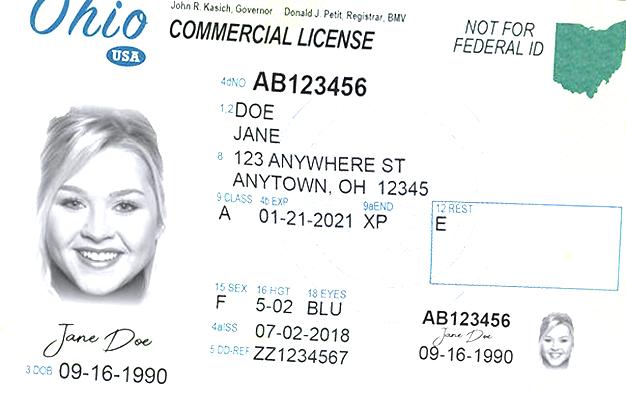 Ohio
USA
John R. Kasich, Governor Donald J. Petit, Registrar, BMV
COMMERCIAL LICENSE
NOT FOR
FEDERAL ID
4dNO AB123456
1,2 DOE
JANE
8 123 ANYWHERE ST
ANYTOWN, OH 12345
9 CLASS 4b EXP 9aEND 12 REST
A 01-21-2021 XP E
15 SEX 16 HGT 18 EYES
F 5-02 BLU
4aISS 07-02-2018
5 DD-REF ZZ1234567
Jane Doe
3 DOB 09-16-1990
AB123456
Jane Doe
09-16-1990